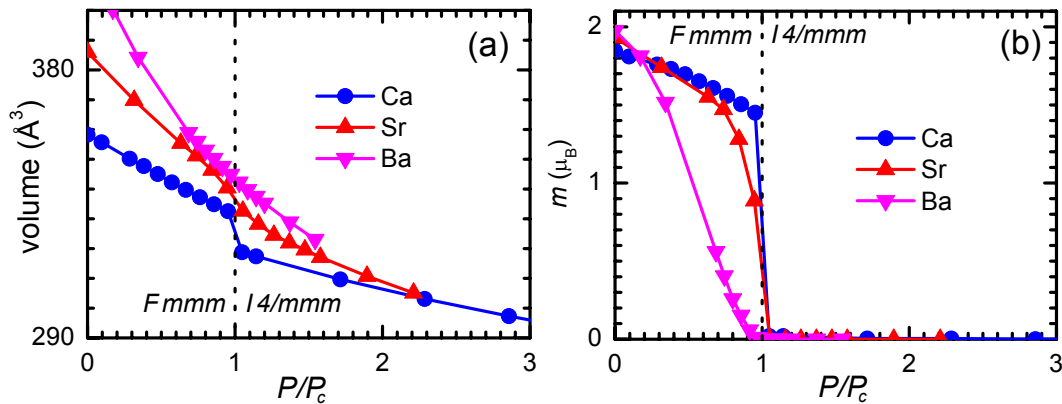 (a)
380
290
volume (Å³)
Ca
Sr
Ba
Fmmm I4/mmm
0 1 2 3
P/Pc
(b)
2
1
0
m (μB)
Fmmm I4/mmm
Ca
Sr
Ba
0 1 2 3
P/Pc